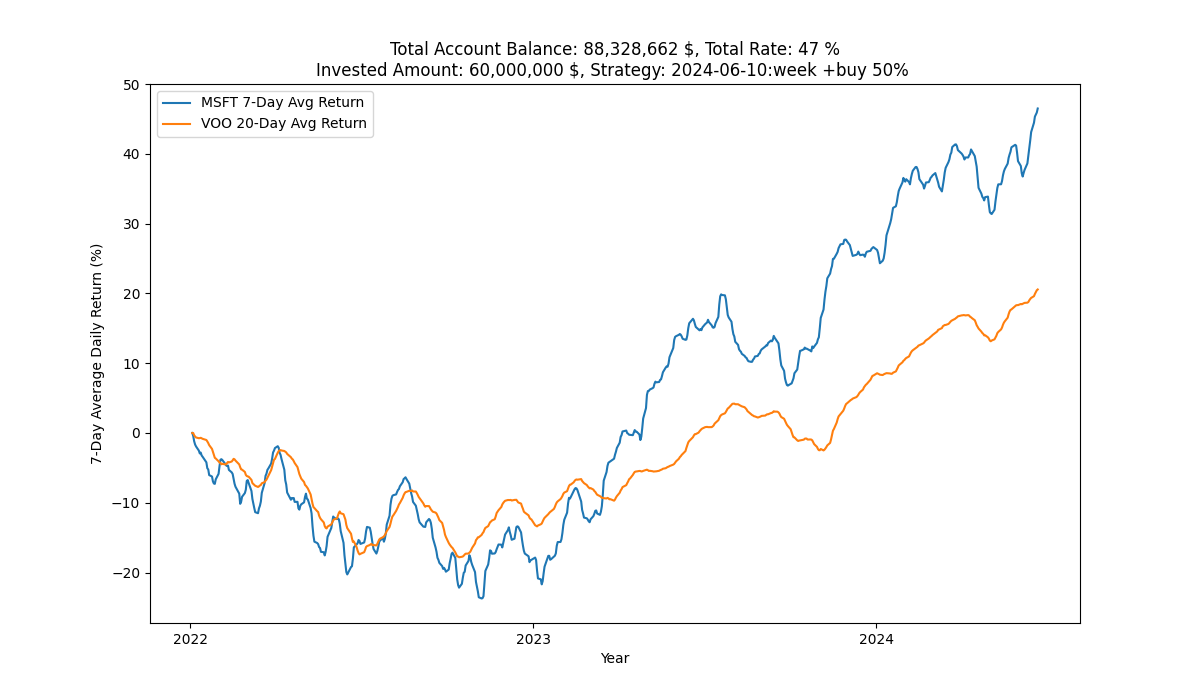 Total Account Balance: 88,328,662 $, Total Rate: 47 %
Invested Amount: 60,000,000 $, Strategy: 2024-06-10:week +buy 50%
MSFT 7-Day Avg Return
VOO 20-Day Avg Return
7-Day Average Daily Return (%)
50
40
30
20
10
0
−10
−20
2022
2023
2024
Year